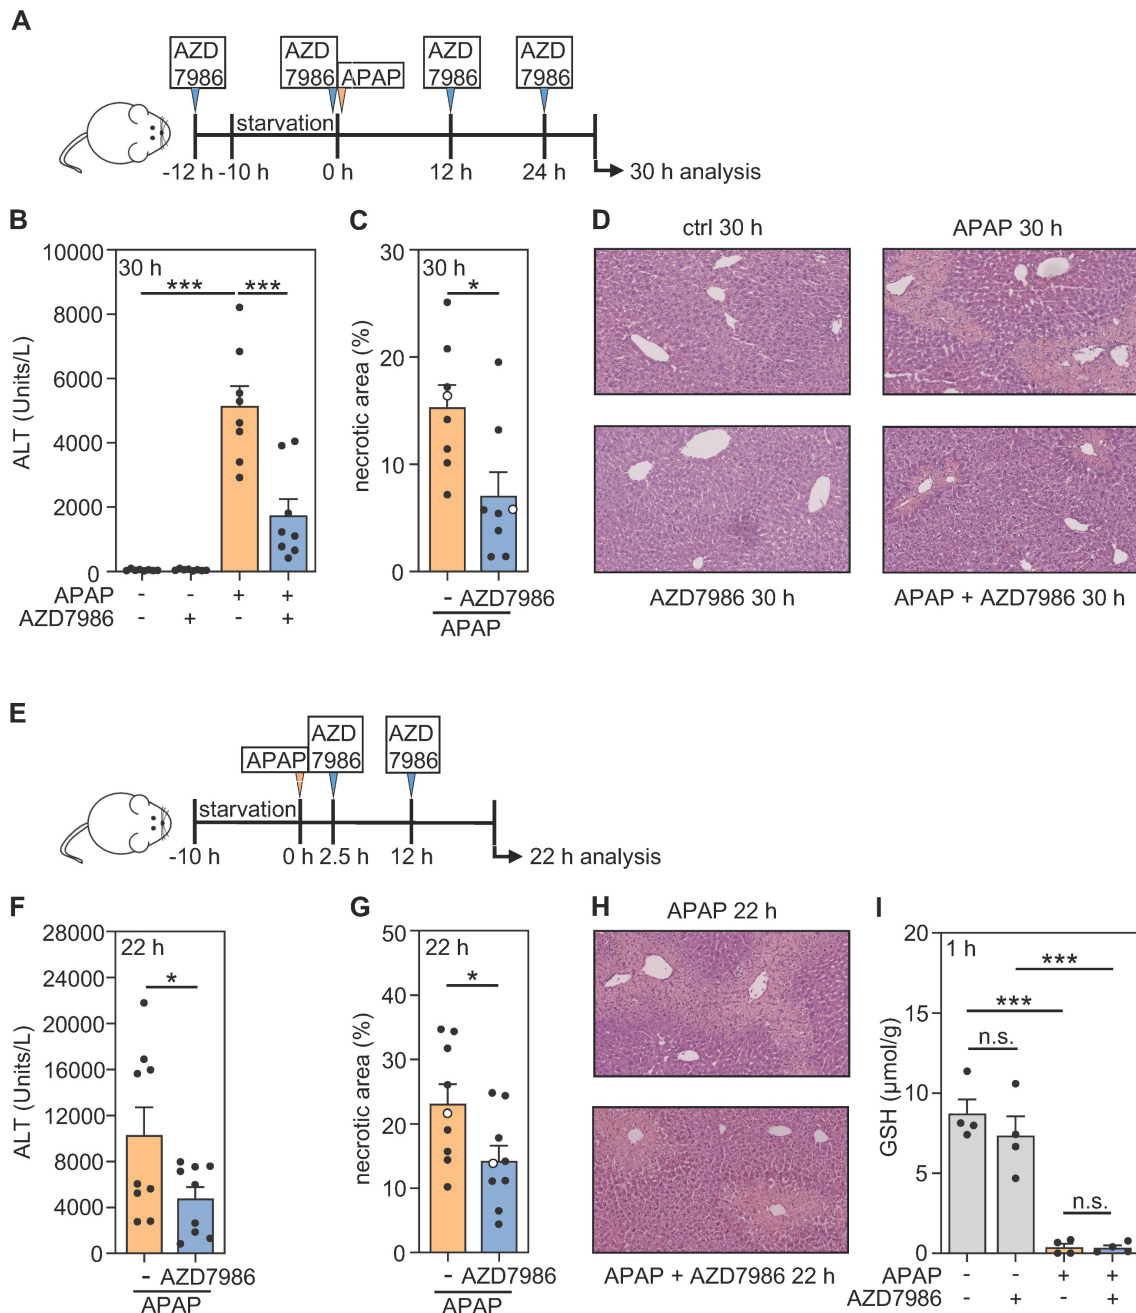 A
AZD
7986
AZD
7986
APAP
AZD
7986
AZD
7986
starvation
-12 h
-10 h
0 h
12 h
24 h
30 h analysis
B
10000
8000
6000
4000
2000
0
ALT (Units/L)
30 h
***
***
APAP - - + +
AZD7986 - + - +
C
30
20
10
0
necrotic area (%)
30 h
*
- AZD7986
APAP
D
ctrl 30 h
APAP 30 h
AZD7986 30 h
APAP + AZD7986 30 h
E
APAP
AZD
7986
AZD
7986
starvation
-10 h
0 h
2.5 h
12 h
22 h analysis
F
28000
24000
20000
16000
12000
8000
4000
0
ALT (Units/L)
22 h
*
- AZD7986
APAP
G
50
40
30
20
10
0
necrotic area (%)
22 h
*
- AZD7986
APAP
H
APAP 22 h
APAP + AZD7986 22 h
I
20
15
10
5
0
GSH (µmol/g)
1 h
***
***
n.s.
n.s.
APAP - - + +
AZD7986 - + - +